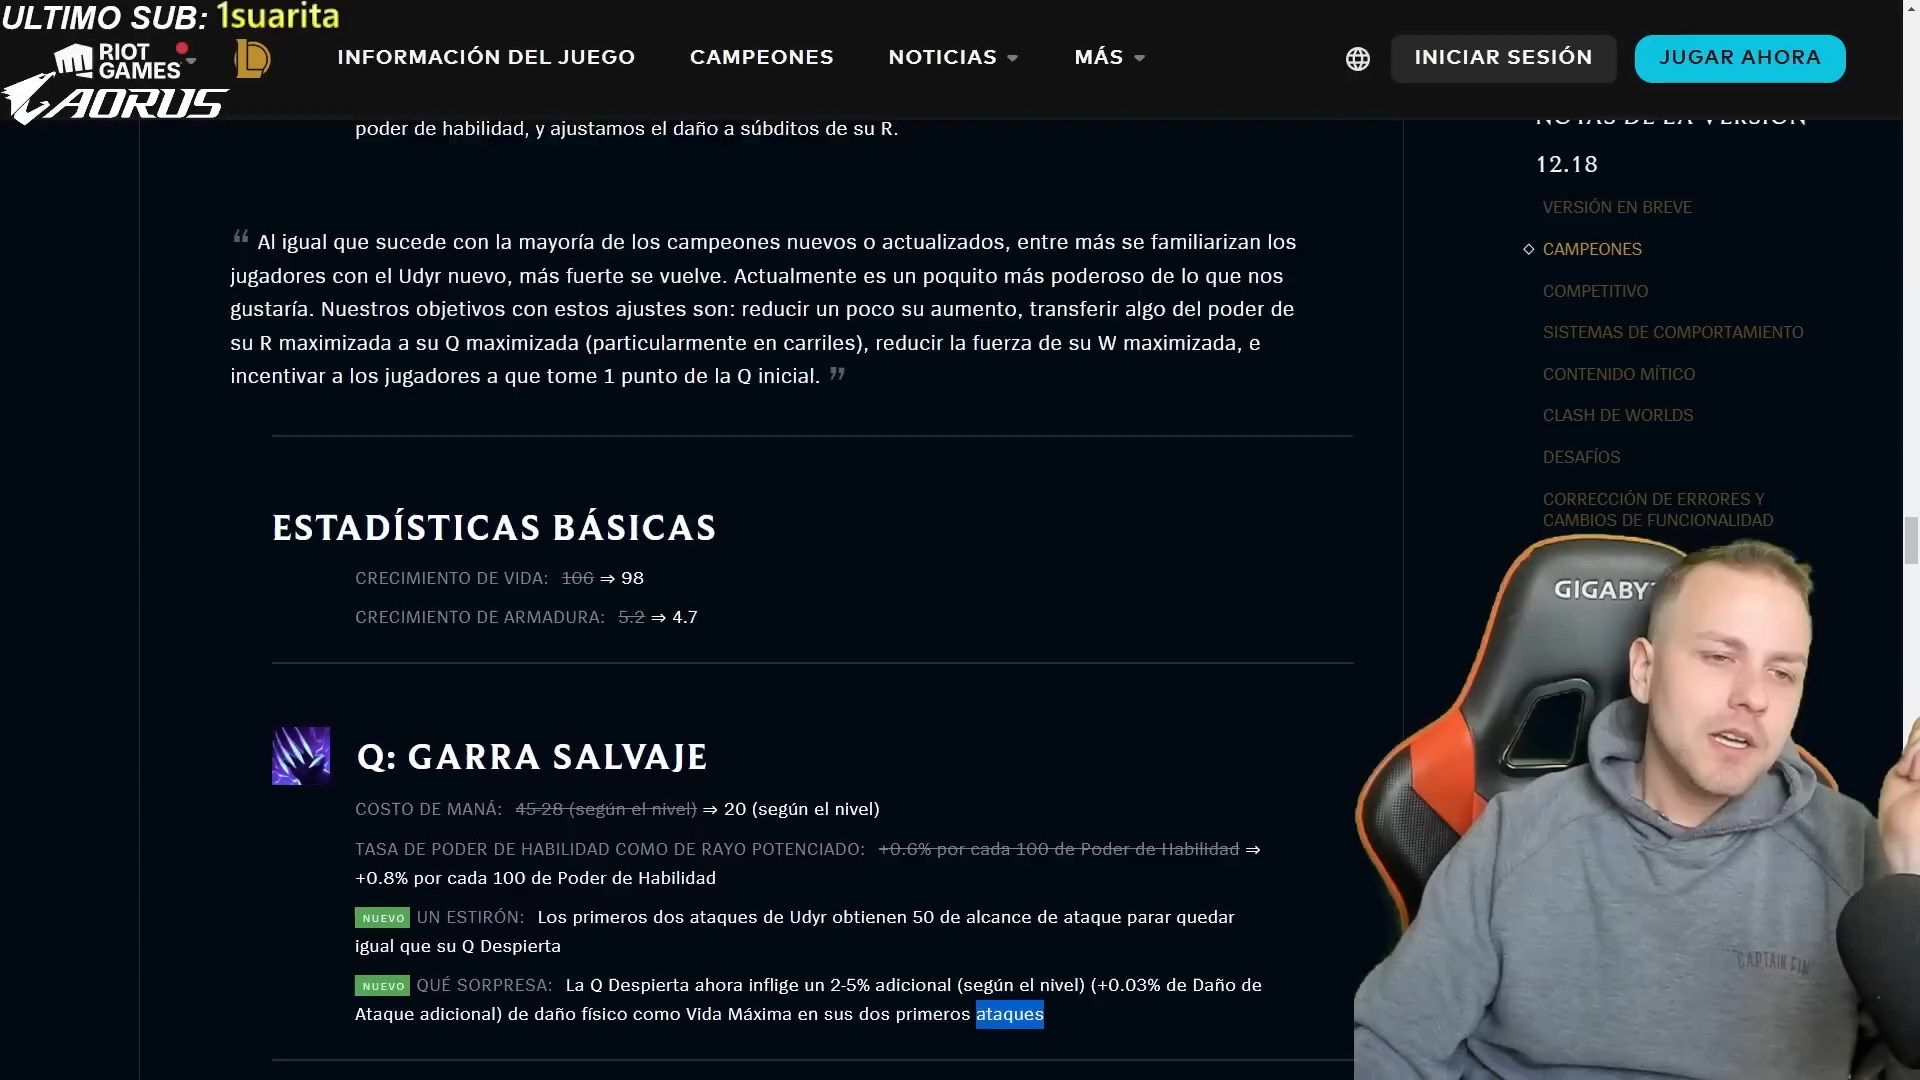 ULTIMO SUB: 1suarita
RIOT GAMES
AORUS
INFORMACIÓN DEL JUEGO
CAMPEONES
NOTICIAS
MÁS
INICIAR SESIÓN
JUGAR AHORA
poder de habilidad, y ajustamos el daño a súbditos de su R.
“ Al igual que sucede con la mayoría de los campeones nuevos o actualizados, entre más se familiarizan los
jugadores con el Udyr nuevo, más fuerte se vuelve. Actualmente es un poquito más poderoso de lo que nos
gustaría. Nuestros objetivos con estos ajustes son: reducir un poco su aumento, transferir algo del poder de
su R maximizada a su Q maximizada (particularmente en carriles), reducir la fuerza de su W maximizada, e
incentivar a los jugadores a que tome 1 punto de la Q inicial. ”
ESTADÍSTICAS BÁSICAS
CRECIMIENTO DE VIDA: 106 ⇒ 98
CRECIMIENTO DE ARMADURA: 5.2 ⇒ 4.7
Q: GARRA SALVAJE
COSTO DE MANÁ: 45-28 (según el nivel) ⇒ 20 (según el nivel)
TASA DE PODER DE HABILIDAD COMO DE RAYO POTENCIADO: +0.6% por cada 100 de Poder de Habilidad ⇒
+0.8% por cada 100 de Poder de Habilidad
NUEVO UN ESTIRÓN: Los primeros dos ataques de Udyr obtienen 50 de alcance de ataque parar quedar
igual que su Q Despierta
NUEVO QUÉ SORPRESA: La Q Despierta ahora inflige un 2-5% adicional (según el nivel) (+0.03% de Daño de
Ataque adicional) de daño físico como Vida Máxima en sus dos primeros ataques
NOTAS DE LA VERSIÓN
12.18
VERSIÓN EN BREVE
CAMPEONES
COMPETITIVO
SISTEMAS DE COMPORTAMIENTO
CONTENIDO MÍTICO
CLASH DE WORLDS
DESAFÍOS
CORRECCIÓN DE ERRORES Y
CAMBIOS DE FUNCIONALIDAD
CAPTAIN FIN